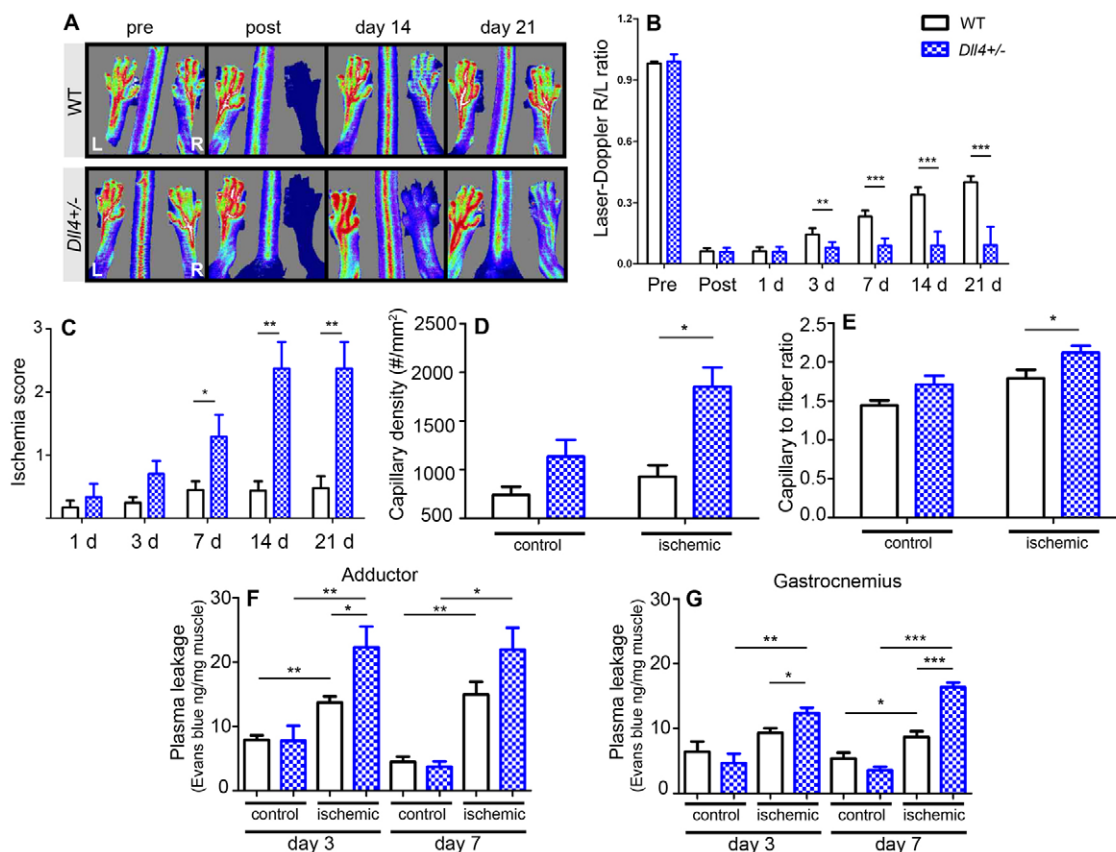 A
pre post day 14 day 21
WT
L R
Dll4+/-
L R
B
WT
Dll4+/-
Laser-Doppler R/L ratio
1.2
0.9
0.6
0.3
0.0
** *** *** ***
Pre Post 1 d 3 d 7 d 14 d 21 d
C
Ischemia score
3
2
1
* ** **
1 d 3 d 7 d 14 d 21 d
D
Capillary density (#/mm²)
2500
2000
1500
1000
500
*
control ischemic
E
Capillary to fiber ratio
2.5
2.0
1.5
1.0
0.5
0.0
*
control ischemic
Adductor
F
Plasma leakage
(Evans blue ng/mg muscle)
30
20
10
0
** *
* **
**
control ischemic control ischemic
day 3 day 7
Gastrocnemius
G
Plasma leakage
(Evans blue ng/mg muscle)
30
20
10
0
** ***
* ***
*
control ischemic control ischemic
day 3 day 7